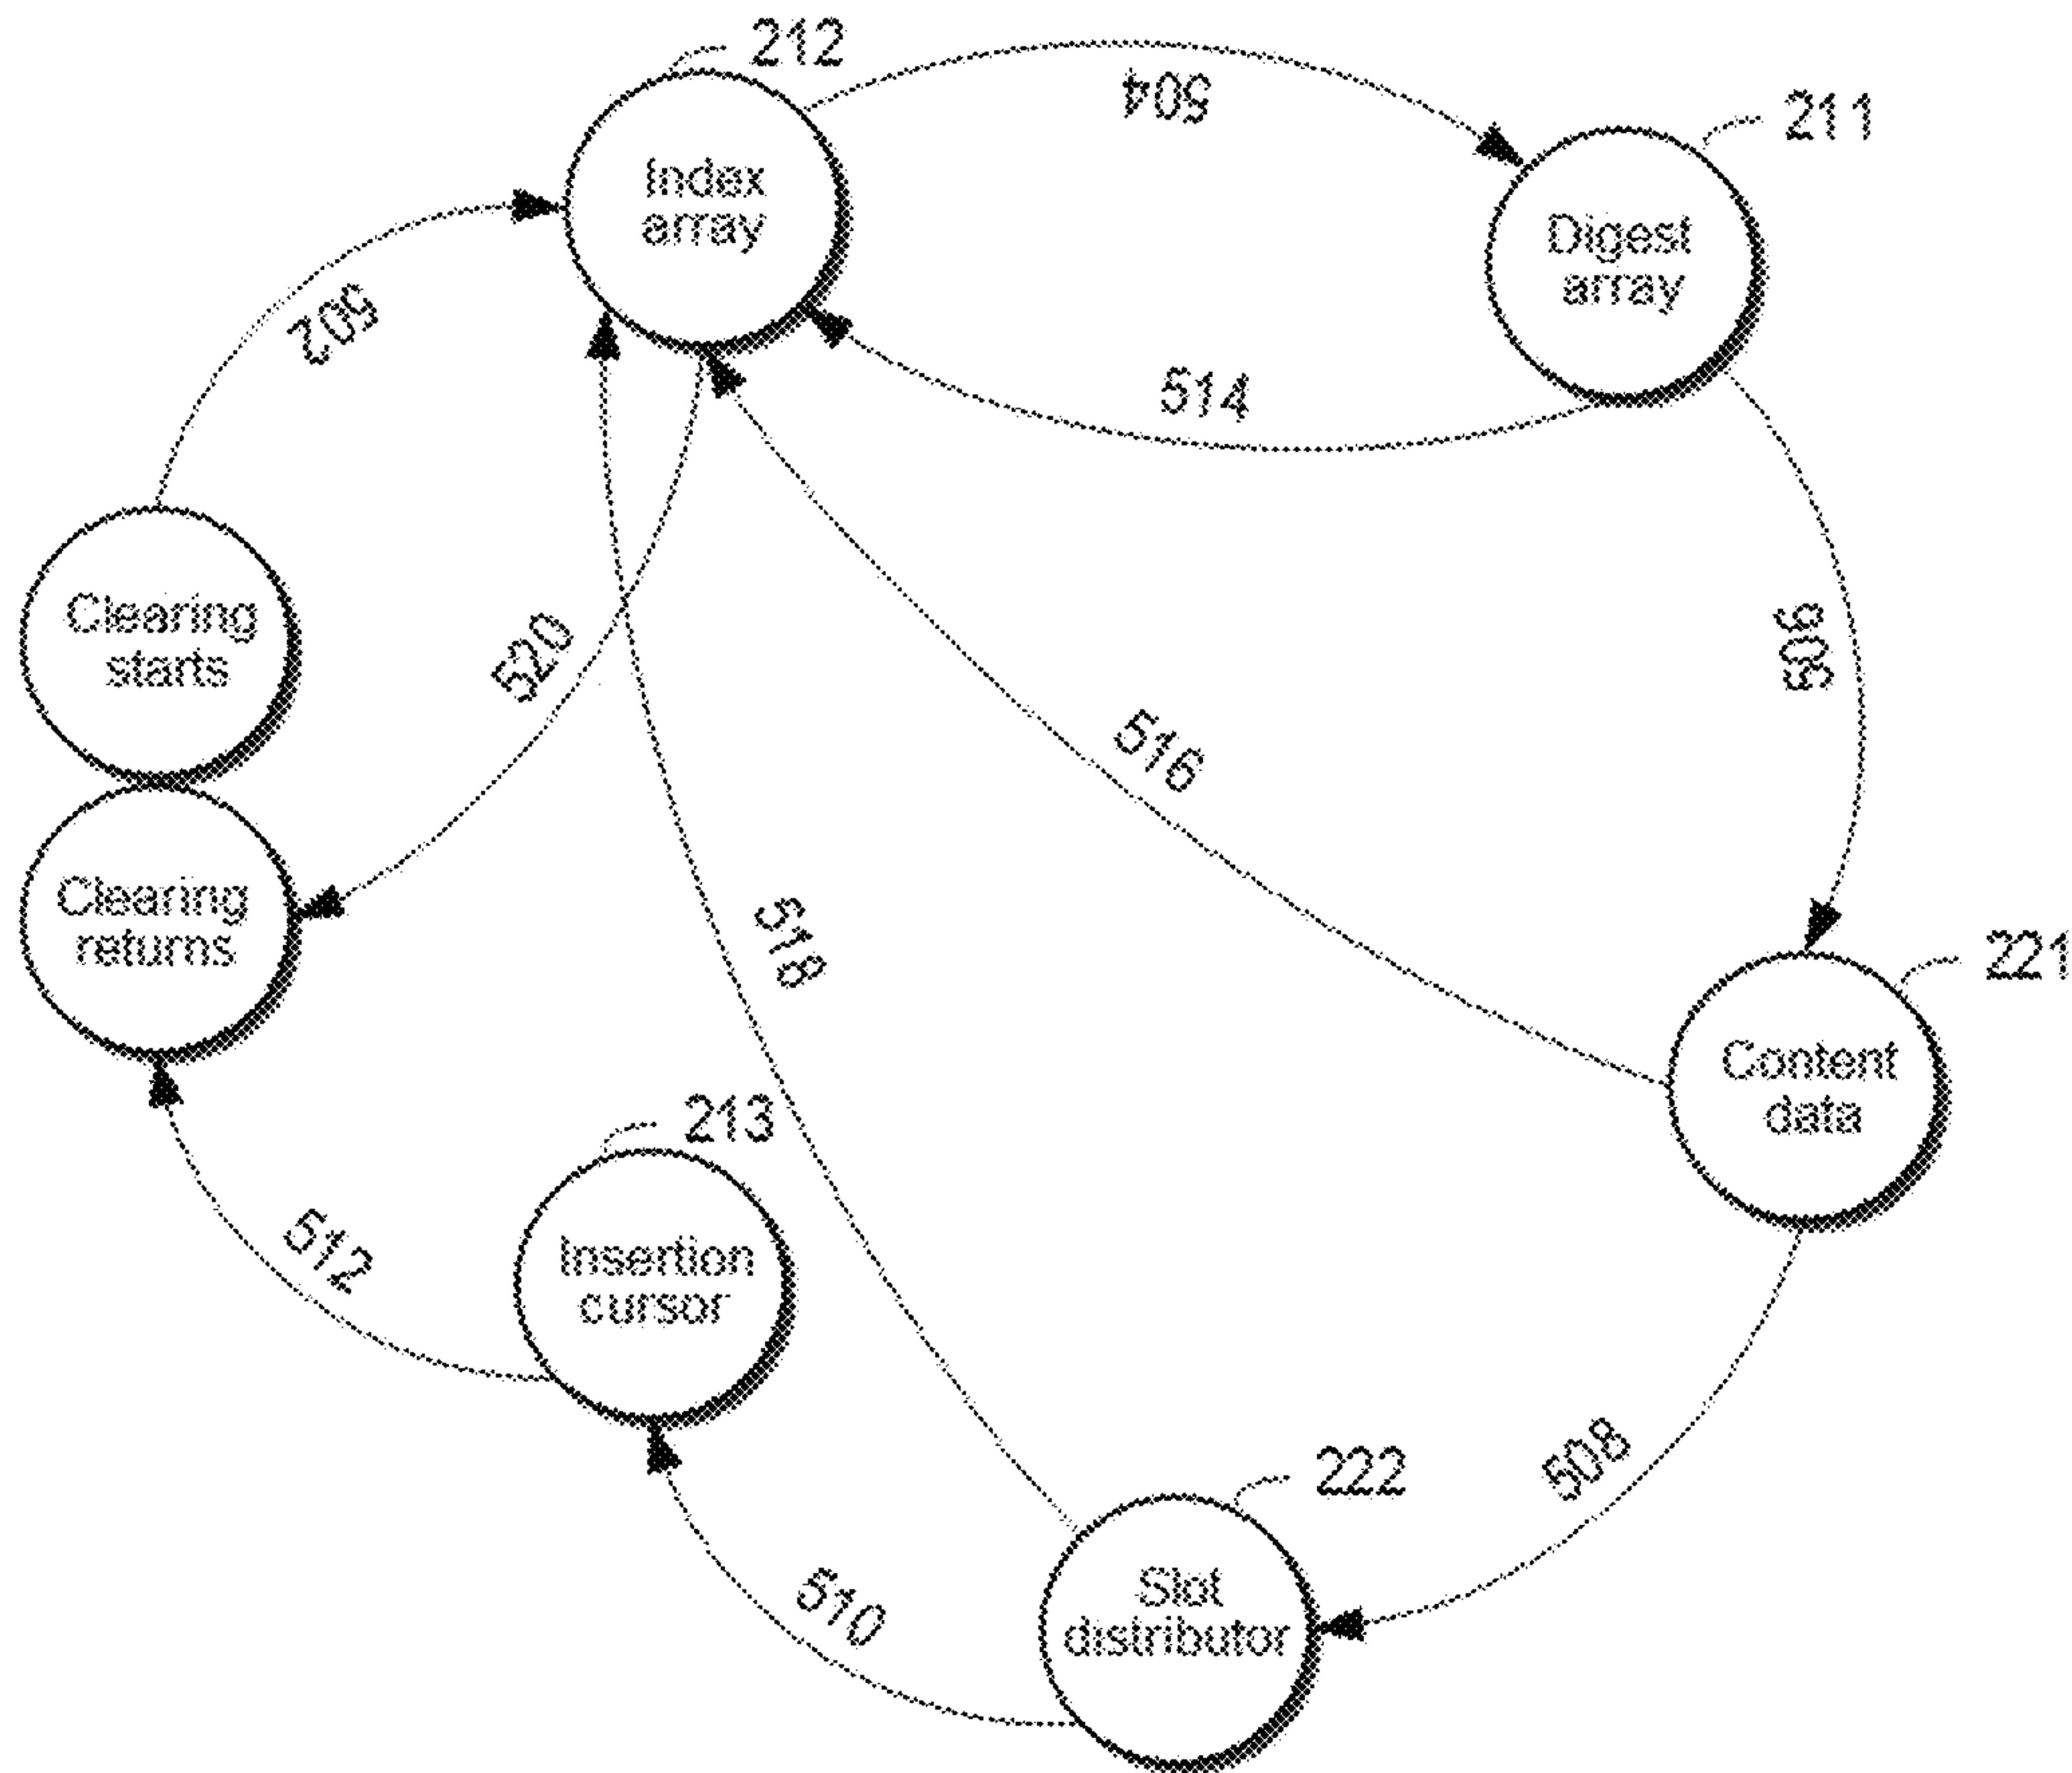 212
504
211
Index
array
Digest
array
502
514
Clearing
starts
520
506
516
Clearing
returns
518
221
Content
data
213
Insertion
cursor
512
508
222
Slot
distributor
510